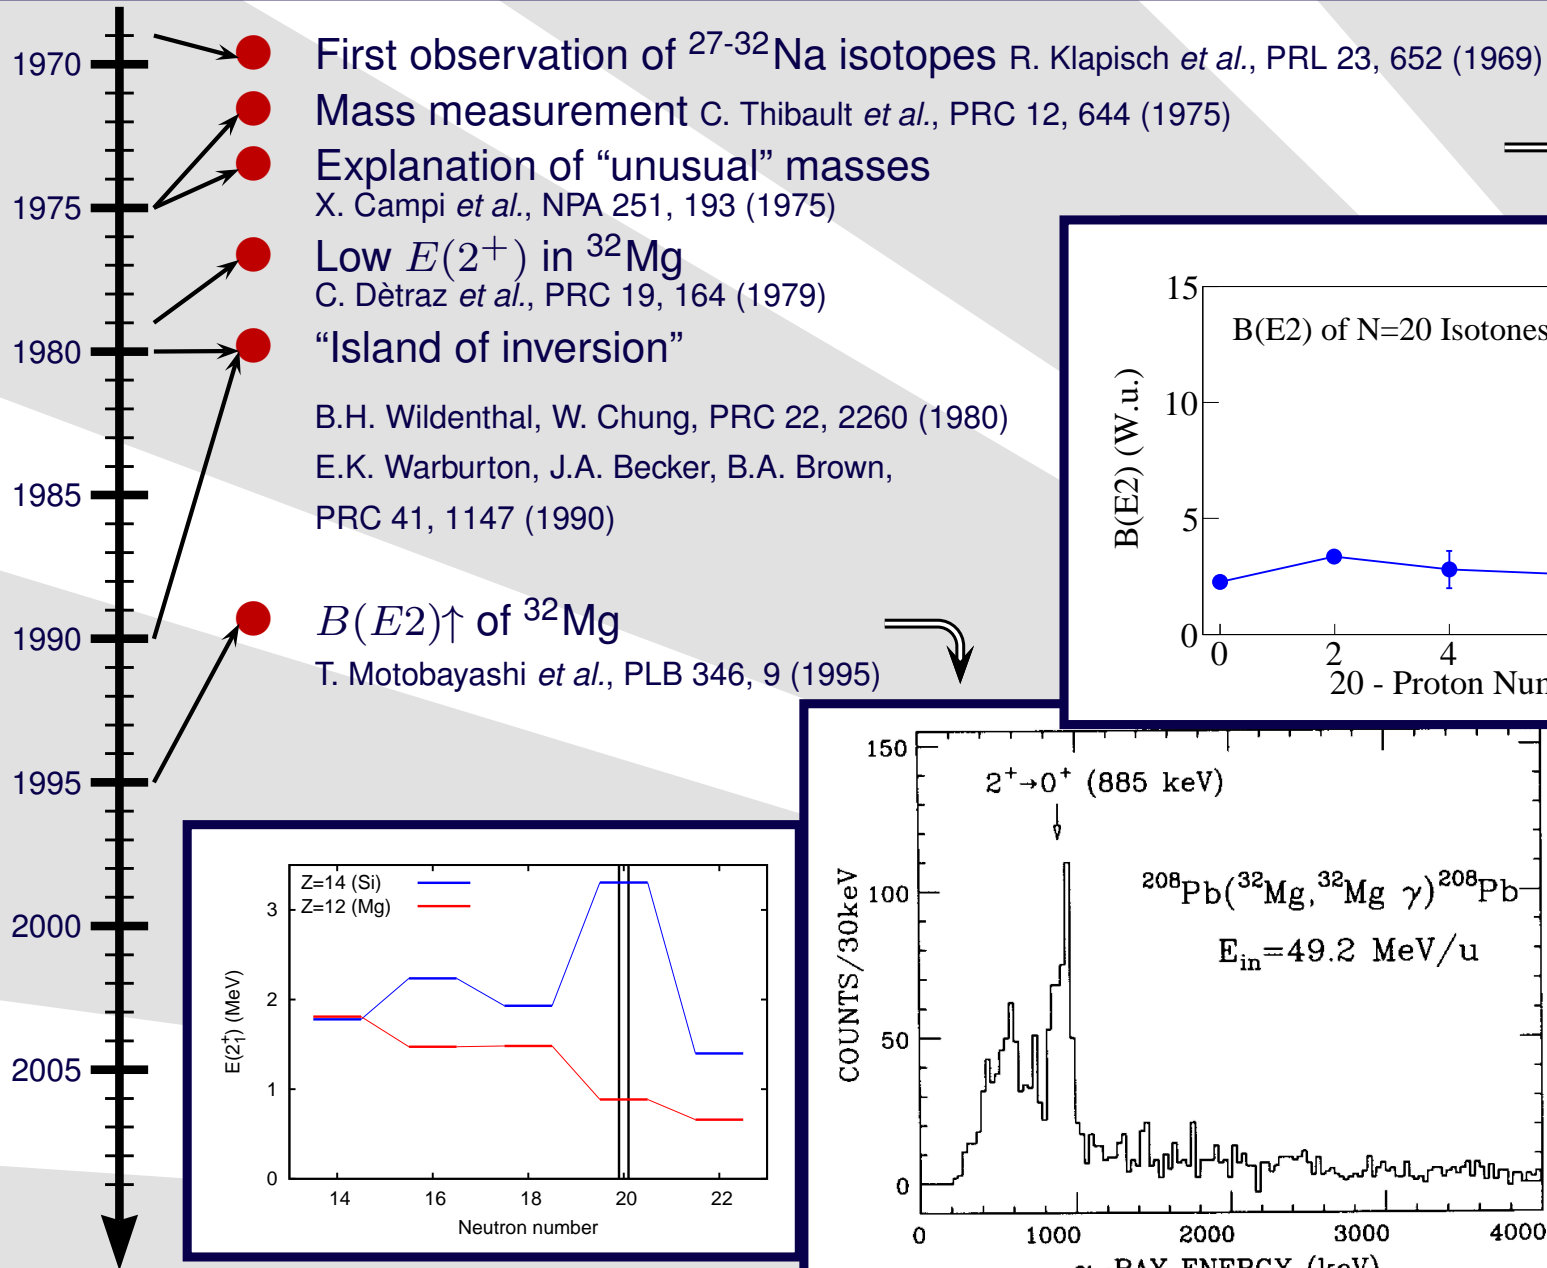 1970
1975
1980
1985
1990
1995
2000
2005
First observation of 27-32Na isotopes R. Klapisch et al., PRL 23, 652 (1969)
Mass measurement C. Thibault et al., PRC 12, 644 (1975)
Explanation of “unusual” masses
X. Campi et al., NPA 251, 193 (1975)
Low E(2+) in 32Mg
C. Dètraz et al., PRC 19, 164 (1979)
“Island of inversion”
B.H. Wildenthal, W. Chung, PRC 22, 2260 (1980)
E.K. Warburton, J.A. Becker, B.A. Brown,
PRC 41, 1147 (1990)
B(E2)↑ of 32Mg
T. Motobayashi et al., PLB 346, 9 (1995)
B(E2) of N=20 Isotones
B(E2) (W.u.)
15
10
5
0
0 2 4
20 - Proton Nu
Z=14 (Si)
Z=12 (Mg)
E(2+1) (MeV)
3
2
1
0
14 16 18 20 22
Neutron number
2+→0+ (885 keV)
208Pb(32Mg,32Mg γ)208Pb
Ein=49.2 MeV/u
COUNTS/30keV
150
100
50
0
0 1000 2000 3000 4000
RAY ENERGY (keV)